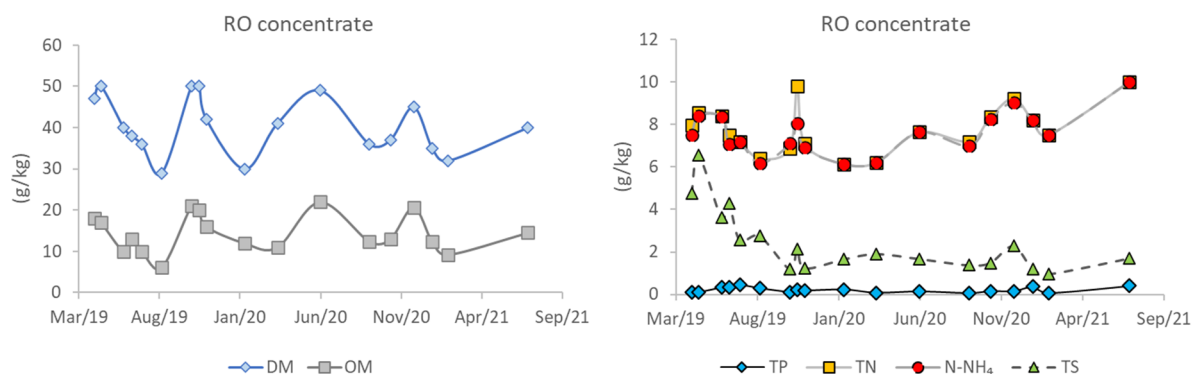 RO concentrate
60
50
40
30
20
10
0
(g/kg)
Mar/19 Aug/19 Jan/20 Jun/20 Nov/20 Apr/21 Sep/21
DM OM
RO concentrate
12
10
8
6
4
2
0
(g/kg)
Mar/19 Aug/19 Jan/20 Jun/20 Nov/20 Apr/21 Sep/21
TP TN N-NH₄ TS